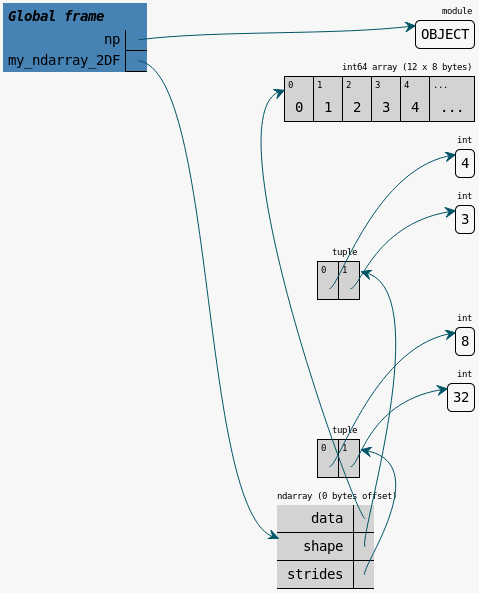 Global frame
np
my_ndarray_2DF
module
OBJECT
int64 array (12 x 8 bytes)
0 1 2 3 4 ...
0 1 2 3 4 ...
int
4
int
3
tuple
0 1
int
8
int
32
tuple
0 1
ndarray (0 bytes offset)
data
shape
strides